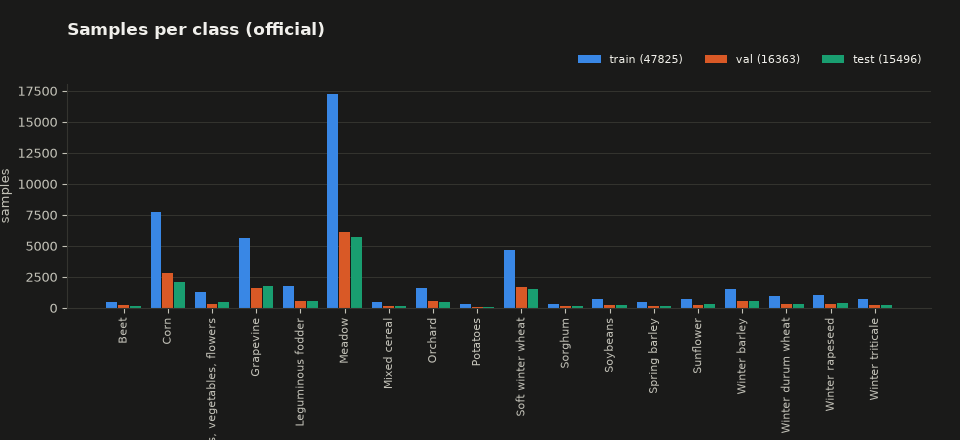 Samples per class (official)
train (47825)
val (16363)
test (15496)
17500
15000
12500
10000
7500
5000
2500
0
samples
Beet
Corn
vegetables, flowers
Grapevine
Leguminous fodder
Meadow
Mixed cereal
Orchard
Potatoes
Soft winter wheat
Sorghum
Soybeans
Spring barley
Sunflower
Winter barley
Winter durum wheat
Winter rapeseed
Winter triticale